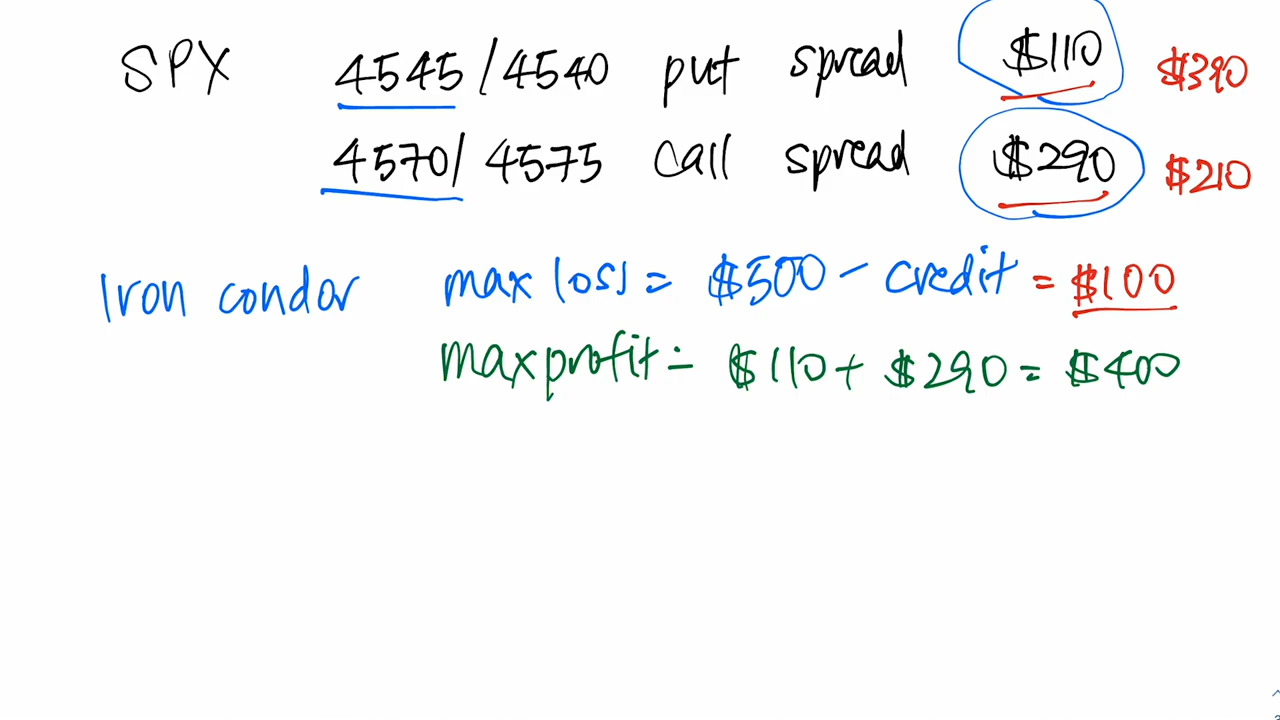 SPX 4545/4540 put spread $110 $390
4570/4575 call spread $290 $210
Iron condor max loss = $500 - credit = $100
max profit = $110 + $290 = $400